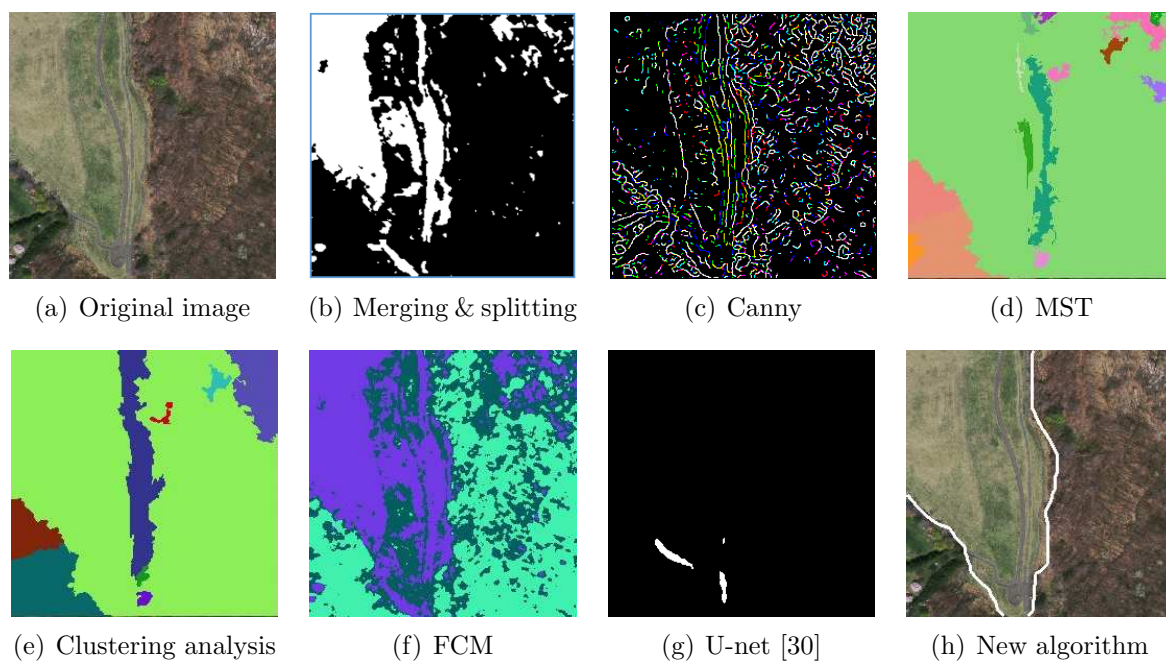 (a) Original image
(b) Merging & splitting
(c) Canny
(d) MST
(e) Clustering analysis
(f) FCM
(g) U-net [30]
(h) New algorithm